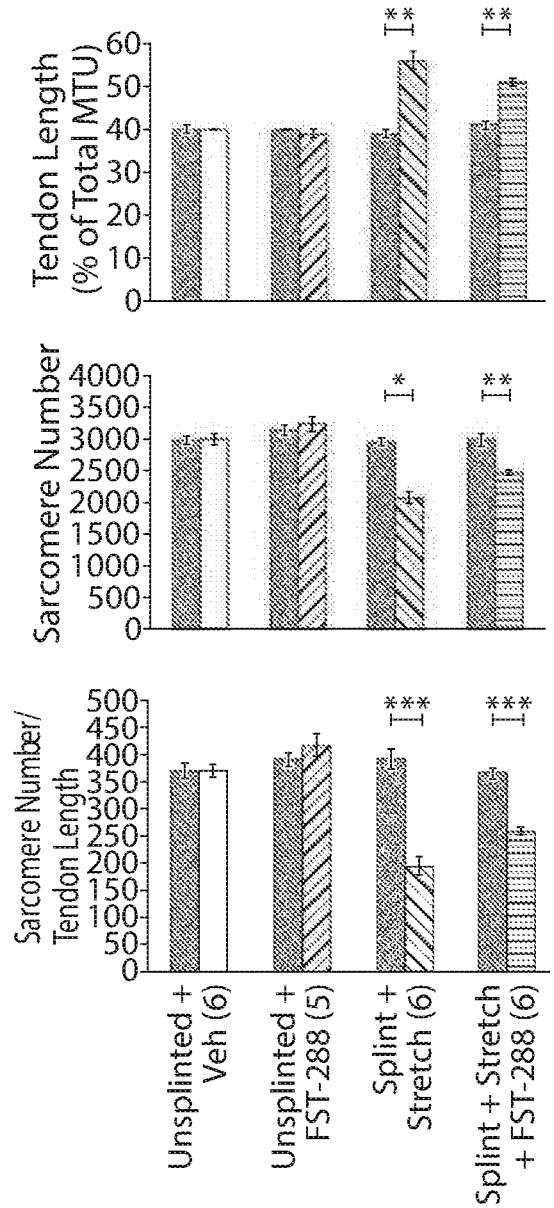 Tendon Length
(% of Total MTU)
60
50
40
30
20
10
0
**
**
Sarcomere Number
4000
3500
3000
2500
2000
1500
1000
500
0
*
**
Sarcomere Number/
Tendon Length
500
450
400
350
300
250
200
150
100
50
0
***
***
Unsplinted +
Veh (6)
Unsplinted +
FST-288 (5)
Splint +
Stretch (6)
Splint + Stretch
+ FST-288 (6)